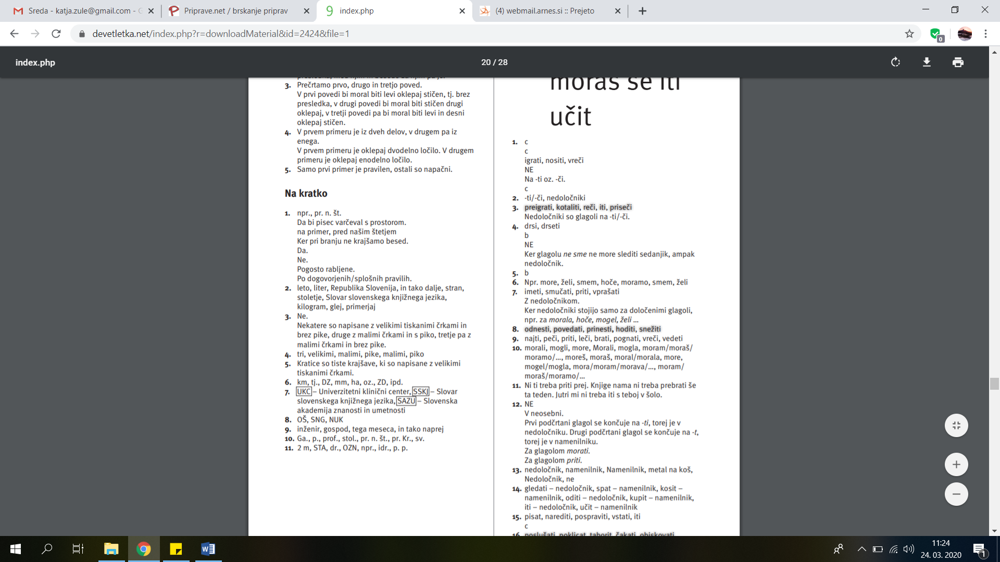 Sreda - katja.zule@gmail.com - G
Priprave.net / brskanje priprav
index.php
(4) webmail.arnes.si :: Prejeto
devetletka.net/index.php?r=downloadMaterial&id=2424&file=1
0
index.php
20 / 28
3. Prečrtamo prvo, drugo in tretjo poved.
V prvi povedi bi moral biti levi oklepaj stičen, tj. brez
presledka, v drugi povedi bi moral biti stičen drugi
oklepaj, v tretji povedi pa bi moral biti levi in desni
oklepaj stičen.
4. V prvem primeru je iz dveh delov, v drugem pa iz
enega.
V prvem primeru je oklepaj dvodelno ločilo. V drugem
primeru je oklepaj enodelno ločilo.
5. Samo prvi primer je pravilen, ostali so napačni.
Na kratko
1. npr., pr. n. št.
Da bi pisec varčeval s prostorom.
na primer, pred našim štetjem
Ker pri branju ne krajšamo besed.
Da.
Ne.
Pogosto rabljene.
Po dogovorjenih/splošnih pravilih.
2. leto, liter, Republika Slovenija, in tako dalje, stran,
stoletje, Slovar slovenskega knjižnega jezika,
kilogram, glej, primerjaj
3. Ne.
Nekatere so napisane z velikimi tiskanimi črkami in
brez pike, druge z malimi črkami in s piko, tretje pa z
malimi črkami in brez pike.
4. tri, velikimi, malimi, pike, malimi, piko
5. Kratice so tiste krajšave, ki so napisane z velikimi
tiskanimi črkami.
6. km, tj., DZ, mm, ha, oz., ZD, ipd.
7. UKC – Univerzitetni klinični center, SSKJ – Slovar
slovenskega knjižnega jezika, SAZU – Slovenska
akademija znanosti in umetnosti
8. OŠ, SNG, NUK
9. inženir, gospod, tega meseca, in tako naprej
10. Ga., p., prof., stol., pr. n. št., pr. Kr., sv.
11. 2 m, STA, dr., OZN, npr., idr., p. p.
moraš se iti
učit
1. c
c
igrati, nositi, vreči
NE
Na -ti oz. -či.
c
2. -ti/-či, nedoločniki
3. preigrati, kotaliti, reči, iti, priseči
Nedoločniki so glagoli na -ti/-či.
4. drsi, drseti
b
NE
Ker glagolu ne sme ne more slediti sedanjik, ampak
nedoločnik.
5. b
6. Npr. more, želi, smem, hoče, moramo, smem, želi
7. imeti, smučati, priti, vprašati
Z nedoločnikom.
Ker nedoločniki stojijo samo za določenimi glagoli,
npr. za morala, hoče, mogel, želi ...
8. odnesti, povedati, prinesti, hoditi, snežiti
9. najti, peči, priti, leči, brati, pognati, vreči, vedeti
10. morali, mogli, more, Morali, mogla, moram/moraš/
moramo/..., moreš, moraš, moral/morala, more,
mogel/mogla, mora/moram/morava/..., moram/
moraš/moramo/...
11. Ni ti treba priti prej. Knjige nama ni treba prebrati še
ta teden. Jutri mi ni treba iti s teboj v šolo.
12. NE
V neosebni.
Prvi podčrtani glagol se končuje na -ti, torej je v
nedoločniku. Drugi podčrtani glagol se končuje na -t,
torej je v namenilniku.
Za glagolom morati.
Za glagolom priti.
13. nedoločnik, namenilnik, Namenilnik, metal na koš,
Nedoločnik, ne
14. gledati – nedoločnik, spat – namenilnik, kosit –
namenilnik, oditi – nedoločnik, kupit – namenilnik,
iti – nedoločnik, učit – namenilnik
15. pisat, narediti, pospraviti, vstati, iti
c
16. poslušati, poklicat, taborit, čakati, obiskovati
11:24
24. 03. 2020
1